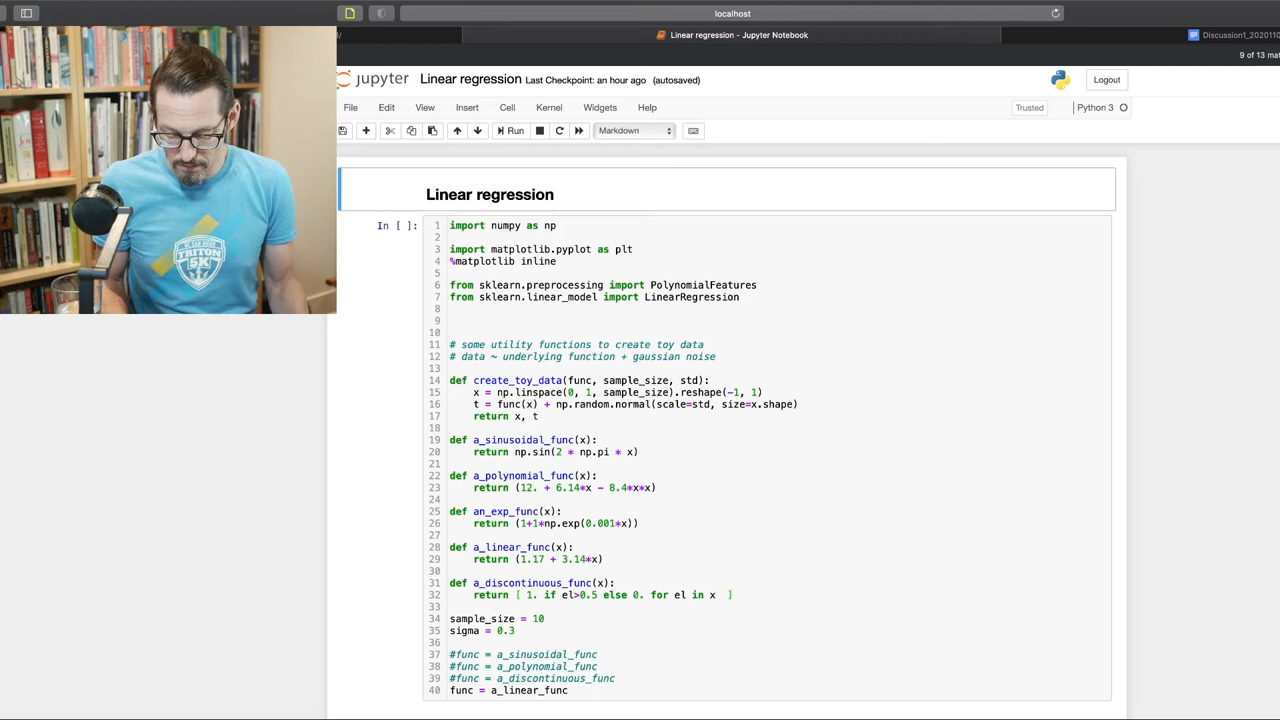 localhost
Linear regression - Jupyter Notebook
Discussion1_2020110
9 of 13 mat
jupyter Linear regression Last Checkpoint: an hour ago (autosaved)
Logout
File Edit View Insert Cell Kernel Widgets Help
Trusted
Python 3
Run
Markdown
Linear regression
In [ ]:
1 import numpy as np
2
3 import matplotlib.pyplot as plt
4 %matplotlib inline
5
6 from sklearn.preprocessing import PolynomialFeatures
7 from sklearn.linear_model import LinearRegression
8
9
10
11 # some utility functions to create toy data
12 # data ~ underlying function + gaussian noise
13
14 def create_toy_data(func, sample_size, std):
15     x = np.linspace(0, 1, sample_size).reshape(-1, 1)
16     t = func(x) + np.random.normal(scale=std, size=x.shape)
17     return x, t
18
19 def a_sinusoidal_func(x):
20     return np.sin(2 * np.pi * x)
21
22 def a_polynomial_func(x):
23     return (12. + 6.14*x - 8.4*x*x)
24
25 def an_exp_func(x):
26     return (1+1*np.exp(0.001*x))
27
28 def a_linear_func(x):
29     return (1.17 + 3.14*x)
30
31 def a_discontinuous_func(x):
32     return [ 1. if el>0.5 else 0. for el in x  ]
33
34 sample_size = 10
35 sigma = 0.3
36
37 #func = a_sinusoidal_func
38 #func = a_polynomial_func
39 #func = a_discontinuous_func
40 func = a_linear_func
UC SAN DIEGO
TRITON
5K